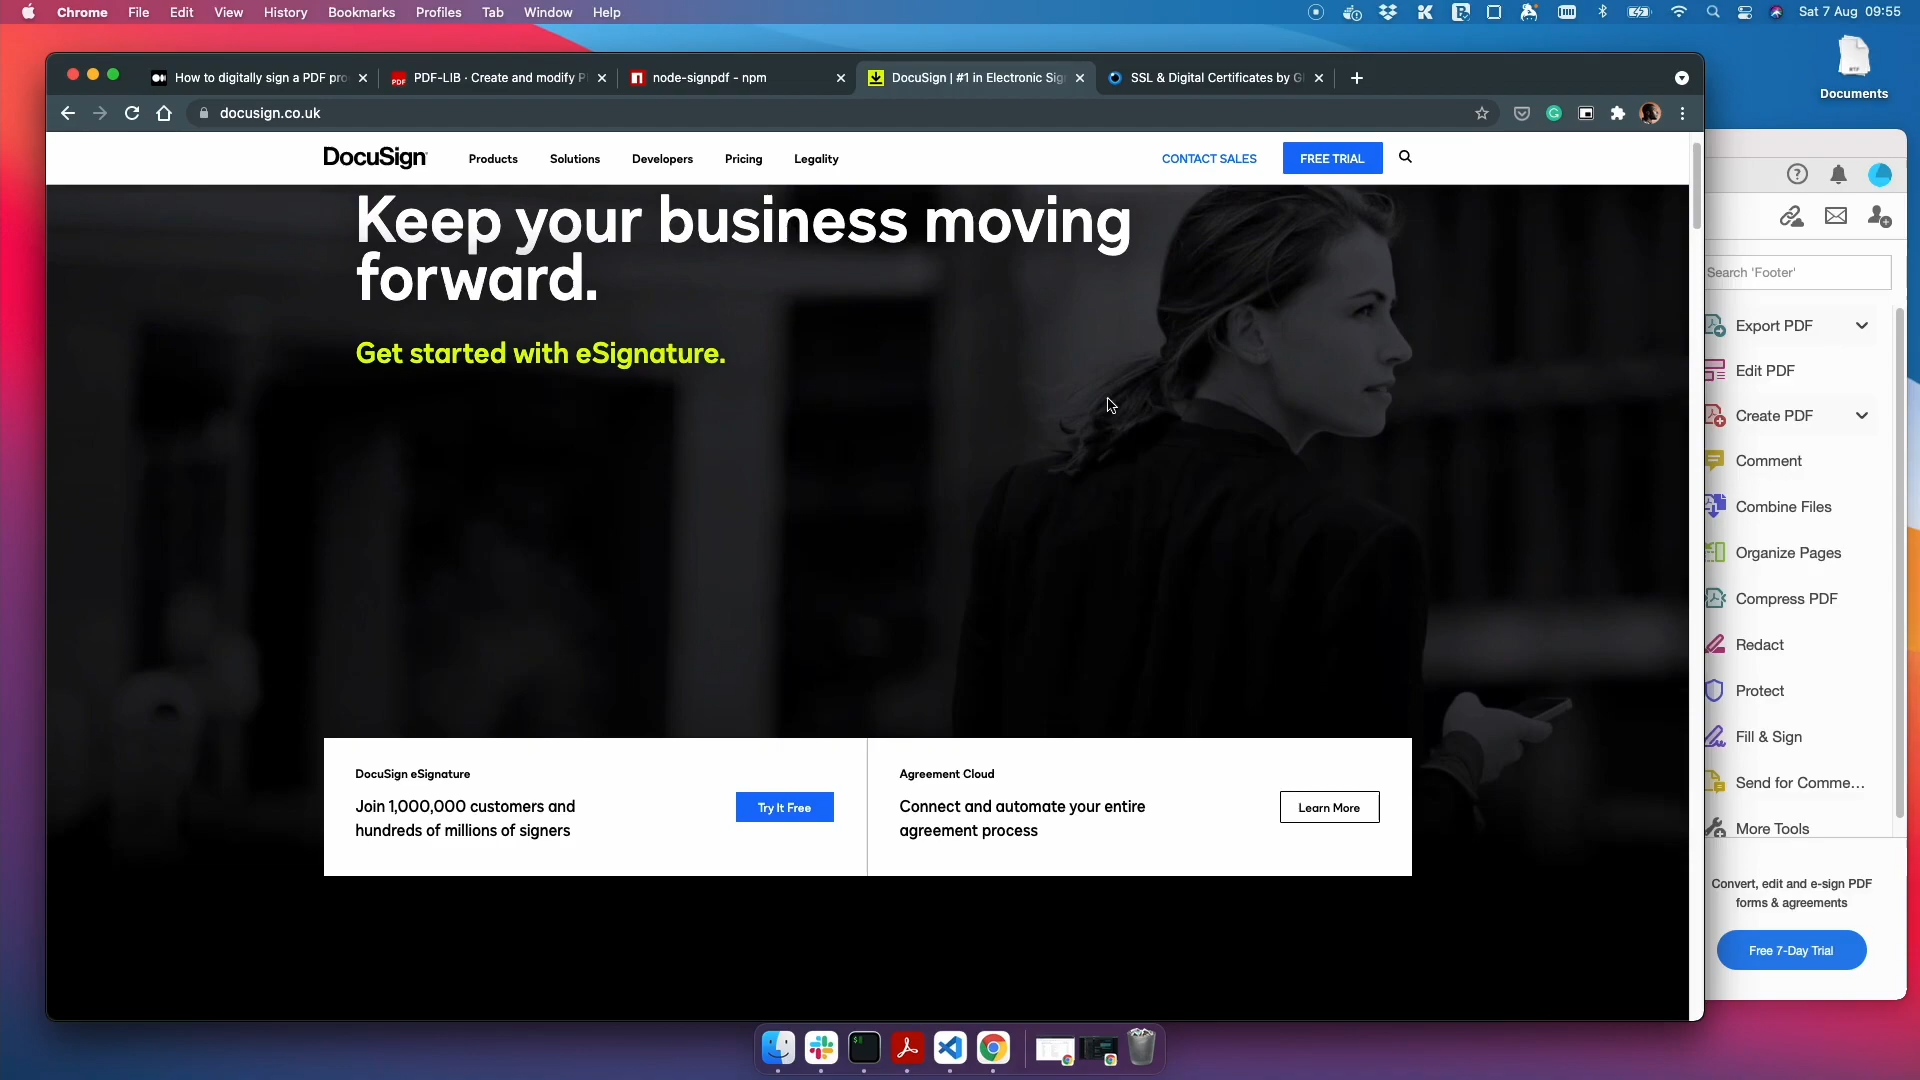 Chrome File Edit View History Bookmarks Profiles Tab Window Help
Sat 7 Aug 09:55
Documents
How to digitally sign a PDF pro
PDF-LIB · Create and modify P
node-signpdf - npm
DocuSign | #1 in Electronic Sig
SSL & Digital Certificates by G
docusign.co.uk
DocuSign
Products Solutions Developers Pricing Legality
CONTACT SALES
FREE TRIAL
Keep your business moving
forward.
Get started with eSignature.
DocuSign eSignature
Join 1,000,000 customers and
hundreds of millions of signers
Try It Free
Agreement Cloud
Connect and automate your entire
agreement process
Learn More
Search 'Footer'
Export PDF
Edit PDF
Create PDF
Comment
Combine Files
Organize Pages
Compress PDF
Redact
Protect
Fill & Sign
Send for Comme...
More Tools
Convert, edit and e-sign PDF
forms & agreements
Free 7-Day Trial